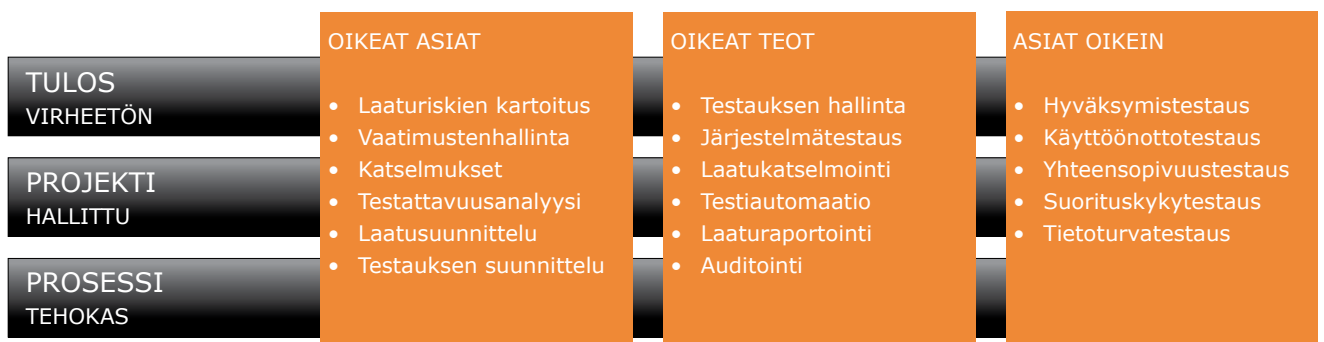 TULOS
VIRHEETÖN
PROJEKTI
HALLITTU
PROSESSI
TEHOKAS
OIKEAT ASIAT
• Laaturiskien kartoitus
• Vaatimustenhallinta
• Katselmukset
• Testattavuusanalyysi
• Laatusuunnittelu
• Testauksen suunnittelu
OIKEAT TEOT
• Testauksen hallinta
• Järjestelmätestaus
• Laatukatselmointi
• Testiautomaatio
• Laaturaportointi
• Auditointi
ASIAT OIKEIN
• Hyväksymistestaus
• Käyttöönottotestaus
• Yhteensopivuustestaus
• Suorituskykytestaus
• Tietoturvatestaus